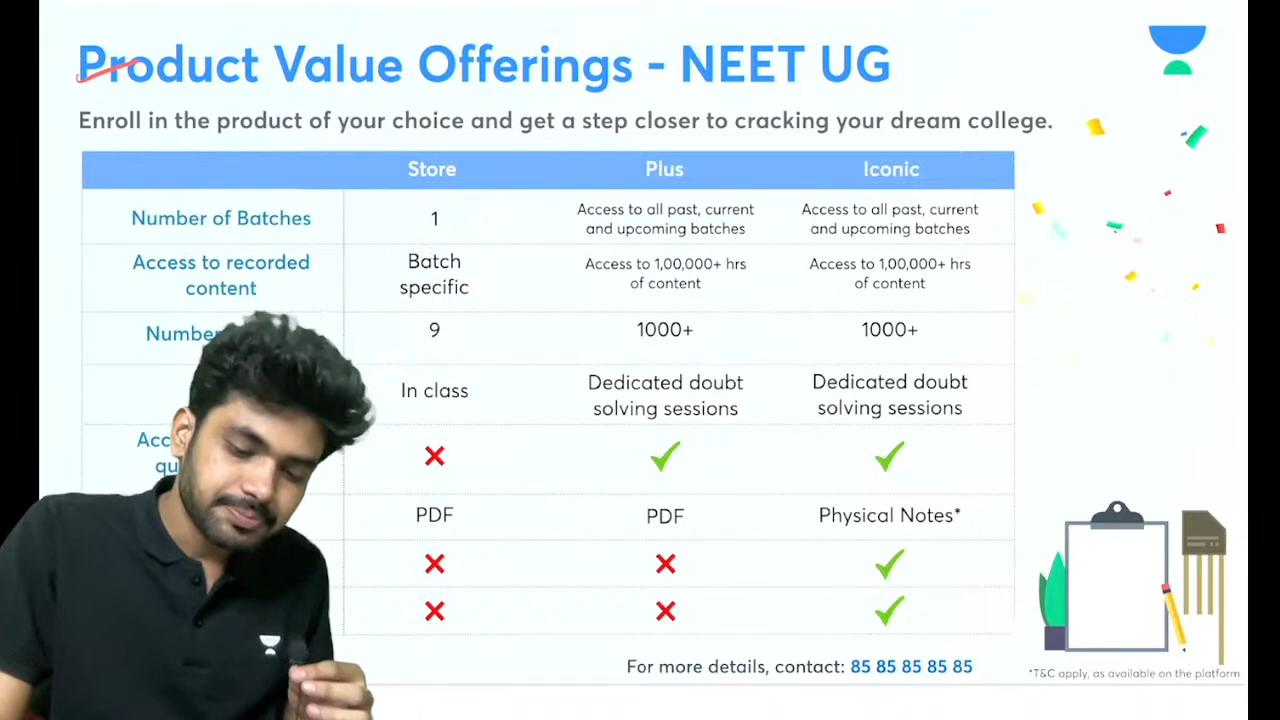 Product Value Offerings - NEET UG
Enroll in the product of your choice and get a step closer to cracking your dream college.
Store Plus Iconic
Number of Batches
1
Access to all past, current
and upcoming batches
Access to all past, current
and upcoming batches
Access to recorded
content
Batch
specific
Access to 1,00,000+ hrs
of content
Access to 1,00,000+ hrs
of content
Number
9
1000+
1000+
In class
Dedicated doubt
solving sessions
Dedicated doubt
solving sessions
PDF
PDF
Physical Notes*
For more details, contact: 85 85 85 85 85
*T&C apply, as available on the platform.